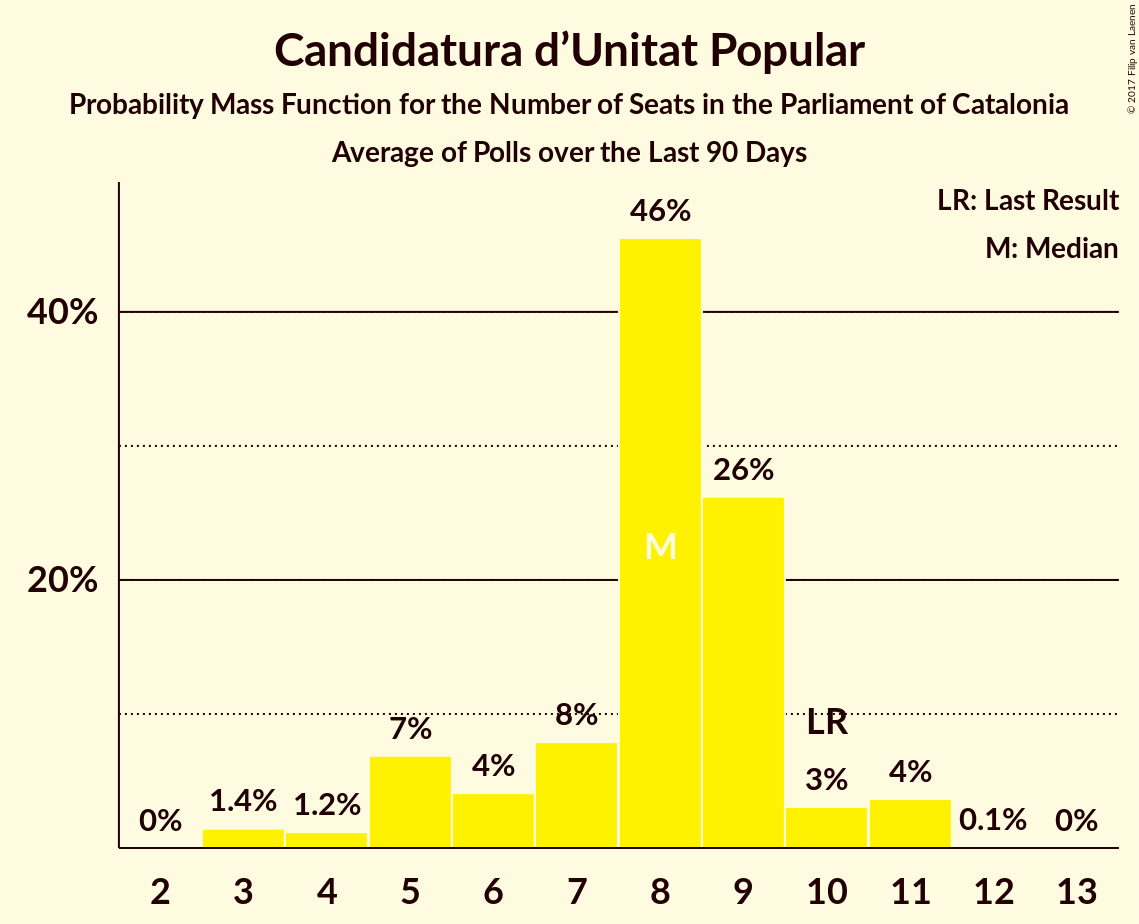 Candidatura d’Unitat Popular
Probability Mass Function for the Number of Seats in the Parliament of Catalonia
Average of Polls over the Last 90 Days
© 2017 Filip van Laenen
LR: Last Result
M: Median
40%
20%
0%
1.4%
1.2%
7%
4%
8%
46%
M
26%
LR
3%
4%
0.1%
0%
2 3 4 5 6 7 8 9 10 11 12 13